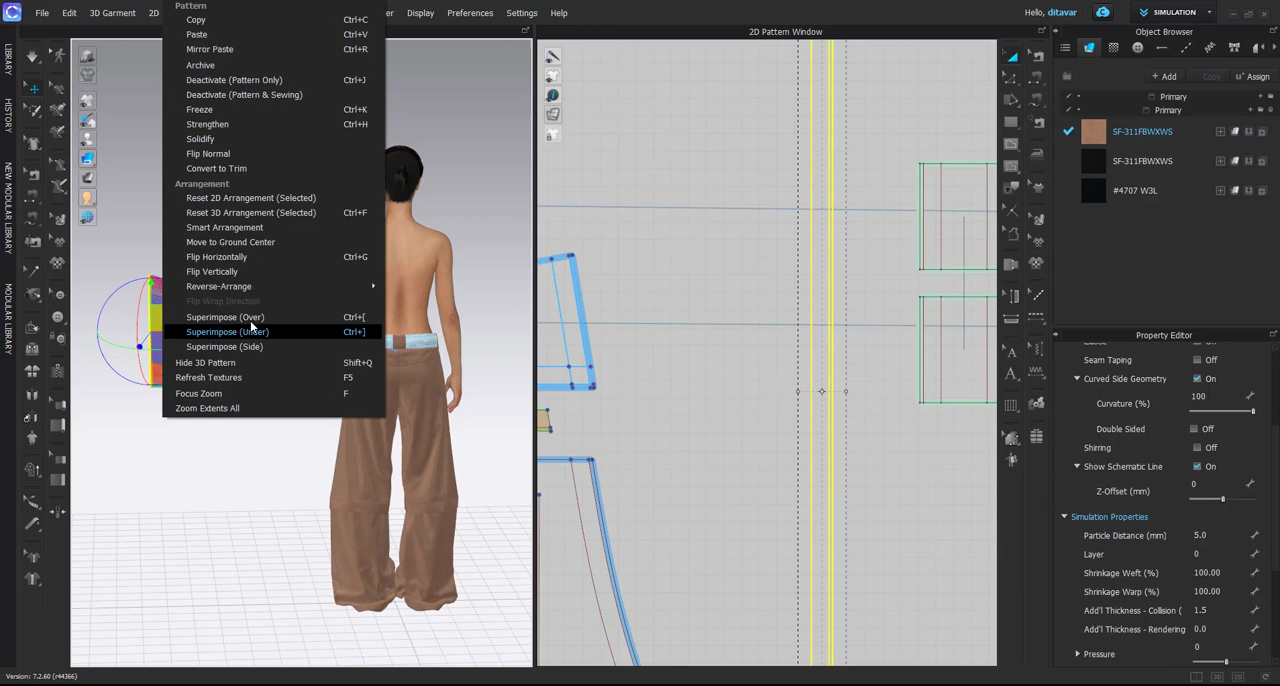 File Edit 3D Garment 2D er Display Preferences Settings Help Hello, ditavar SIMULATION
2D Pattern Window
Object Browser
LIBRARY
HISTORY
NEW MODULAR LIBRARY
MODULAR LIBRARY
Pattern
Copy Ctrl+C
Paste Ctrl+V
Mirror Paste Ctrl+R
Archive
Deactivate (Pattern Only) Ctrl+J
Deactivate (Pattern & Sewing)
Freeze Ctrl+K
Strengthen Ctrl+H
Solidify
Flip Normal
Convert to Trim
Arrangement
Reset 2D Arrangement (Selected)
Reset 3D Arrangement (Selected) Ctrl+F
Smart Arrangement
Move to Ground Center
Flip Horizontally Ctrl+G
Flip Vertically
Reverse-Arrange
Flip Wrap Direction
Superimpose (Over) Ctrl+[
Superimpose (Under) Ctrl+]
Superimpose (Side)
Hide 3D Pattern Shift+Q
Refresh Textures F5
Focus Zoom F
Zoom Extents All
+ Add Copy Assign
Primary
Primary
SF-311FBWXWS
SF-311FBWXWS
#4707 W3L
Property Editor
Seam Taping Off
Curved Side Geometry On
Curvature (%) 100
Double Sided Off
Shirring Off
Show Schematic Line On
Z-Offset (mm) 0
Simulation Properties
Particle Distance (mm) 5.0
Layer 0
Shrinkage Weft (%) 100.00
Shrinkage Warp (%) 100.00
Add'l Thickness - Collision ( 1.5
Add'l Thickness - Rendering 0.0
Pressure 0
Version: 7.2.60 (r44366)